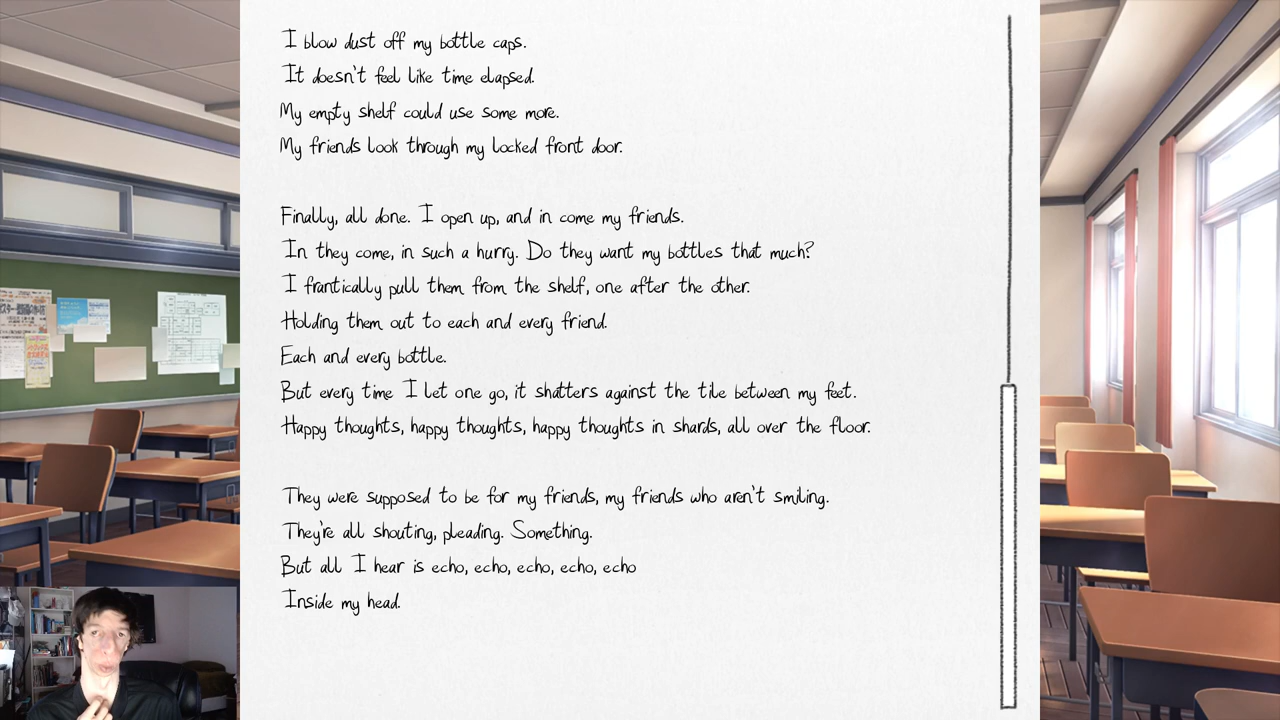 I blow dust off my bottle caps.
It doesn't feel like time elapsed.
My empty shelf could use some more.
My friends look through my locked front door.
Finally, all done. I open up, and in come my friends.
In they come, in such a hurry. Do they want my bottles that much?
I frantically pull them from the shelf, one after the other.
Holding them out to each and every friend.
Each and every bottle.
But every time I let one go, it shatters against the tile between my feet.
Happy thoughts, happy thoughts, happy thoughts in shards, all over the floor.
They were supposed to be for my friends, my friends who aren't smiling.
They're all shouting, pleading. Something.
But all I hear is echo, echo, echo, echo, echo
Inside my head.